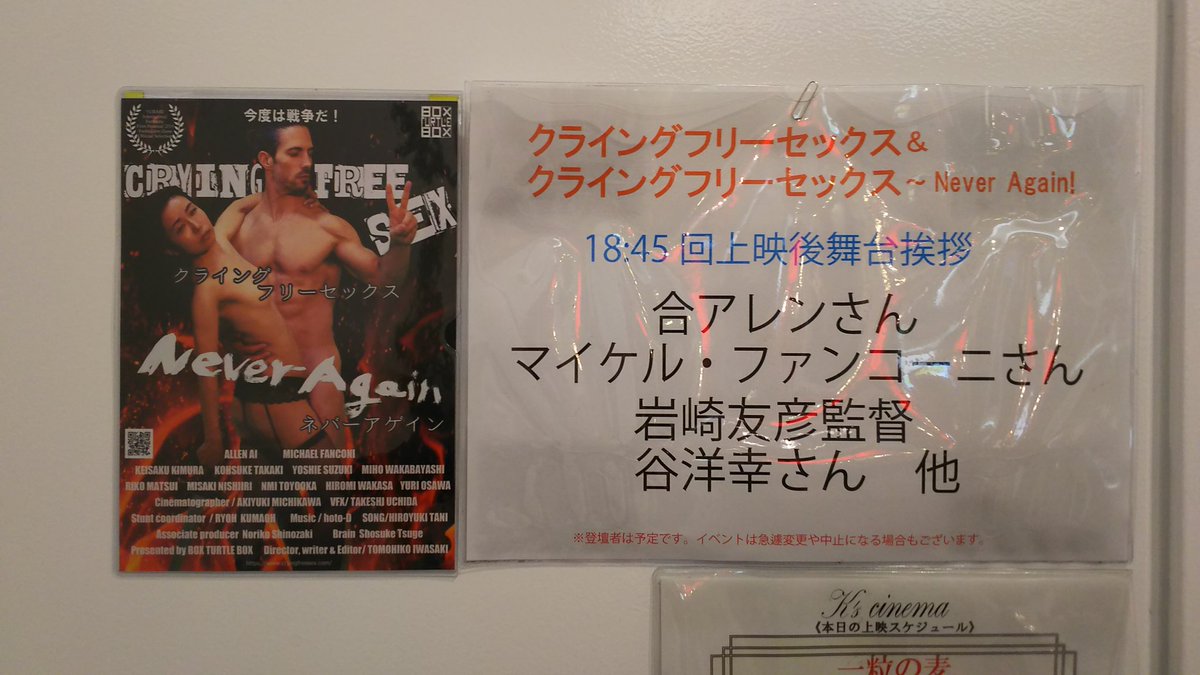 今度は戦争だ！
BOX
TURTLE
BOX
CRYING FREE
SEX
クライング
フリーセックス
Never Again
ネバーアゲイン
ALLEN AI MICHAEL FANCONI
KEISAKU KIMURA KOHSUKE TAKAKI YOSHIE SUZUKI MIHO WAKABAYASHI
RIKO MATSUI MISAKI NISHIRI NMI TOYOOKA HIROMI WAKASA YURI OSAWA
Cinematographer / AKIYUKI MICHIKAWA VFX/ TAKESHI UCHIDA
Stunt coordinator / RYOH KUMAOH Music / hoto-D SONG/HIROYUKI TANI
Associate producer Noriko Shinozaki Brain Shosuke Tsuge
Presented by BOX TURTLE BOX Director, writer & Editor/ TOMOHIKO IWASAKI
クライングフリーセックス＆
クライングフリーセックス～Never Again!
18:45 回上映後舞台挨拶
合アレンさん
マイケル・ファンコーニさん
岩崎友彦監督
谷洋幸さん 他
※登壇者は予定です。イベントは急遽変更や中止になる場合もございます。
K's cinema
《本日の上映スケジュール》
一粒の麦